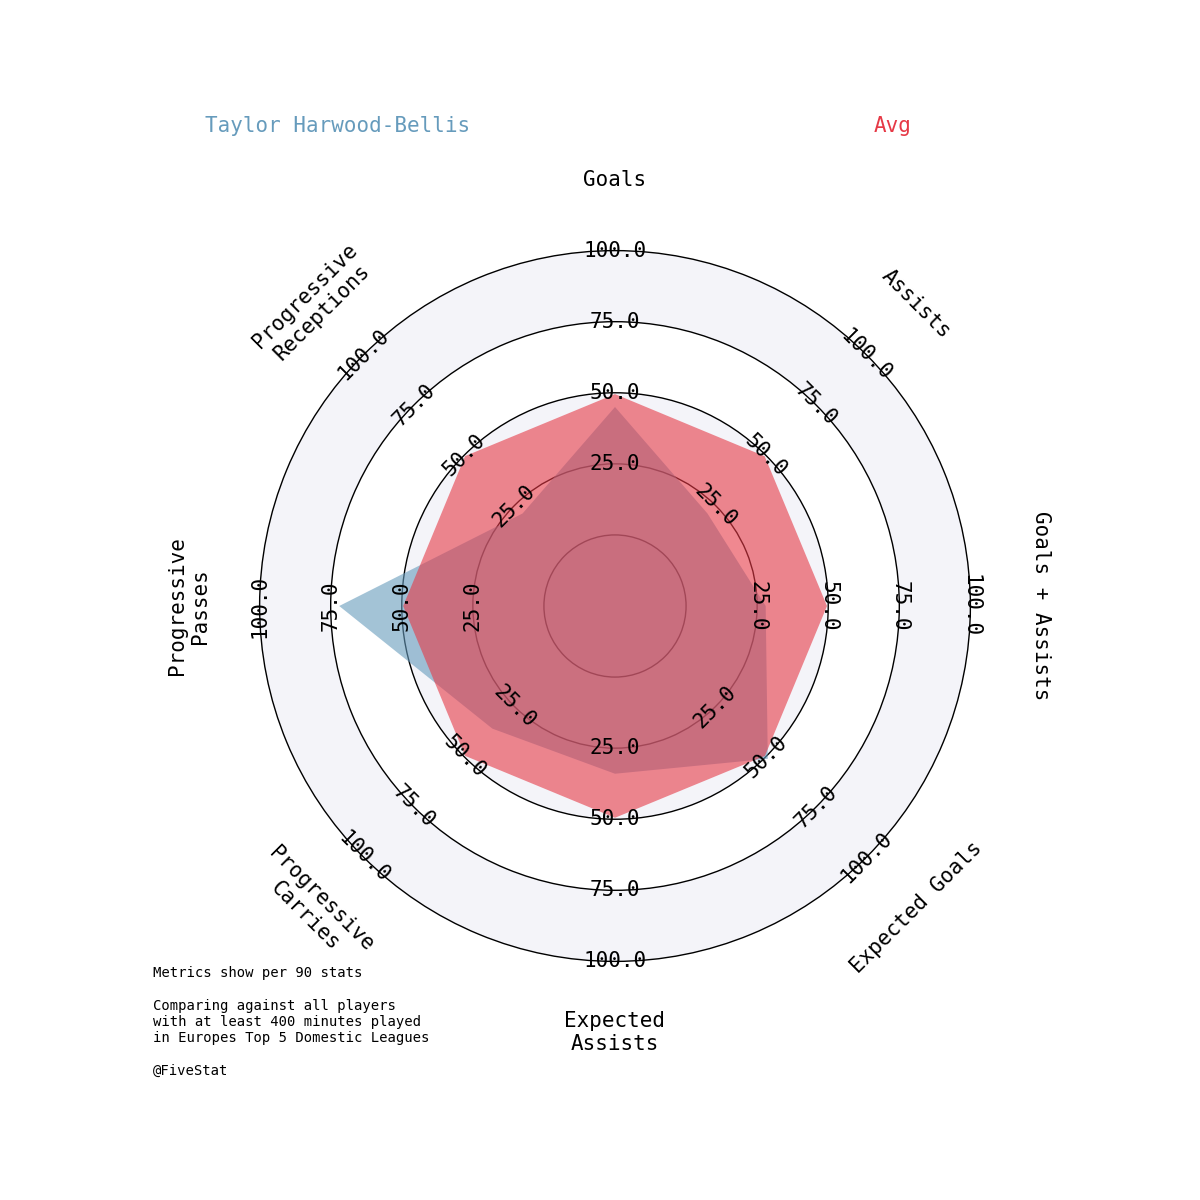 Taylor Harwood-Bellis
Avg
Goals
Assists
Goals + Assists
Expected Goals
Expected
Assists
Progressive
Carries
Progressive
Passes
Progressive
Receptions
25.0
50.0
75.0
100.0
25.0
50.0
75.0
100.0
25.0
50.0
75.0
100.0
25.0
50.0
75.0
100.0
25.0
50.0
75.0
100.0
25.0
50.0
75.0
100.0
25.0
50.0
75.0
100.0
25.0
50.0
75.0
100.0
Metrics show per 90 stats
Comparing against all players
with at least 400 minutes played
in Europes Top 5 Domestic Leagues
@FiveStat